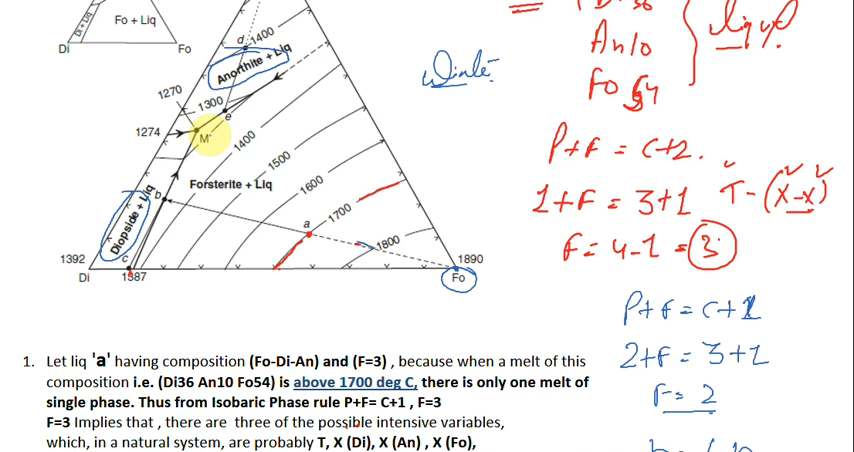 Di+Liq
Fo + Liq
Di
Fo
d
1400
Anorthite + Liq
1270
1300
e
1274
M
1400
1500
Forsterite + Liq
1600
Diopside + Liq
b
a
1700
1800
c
1392
1890
Di
1387
Fo
An10
Fo 54
liquid
P+F = C+2.
1+F = 3+1
T-(X-X)
F = 4-1 = 3
P+F = C+1
2+F = 3+1
F = 2
1. Let liq 'a' having composition (Fo-Di-An) and (F=3) , because when a melt of this
composition i.e. (Di36 An10 Fo54) is above 1700 deg C, there is only one melt of
single phase. Thus from Isobaric Phase rule P+F= C+1 , F=3
F=3 Implies that , there are three of the possible intensive variables,
which, in a natural system, are probably T, X (Di), X (An) , X (Fo),